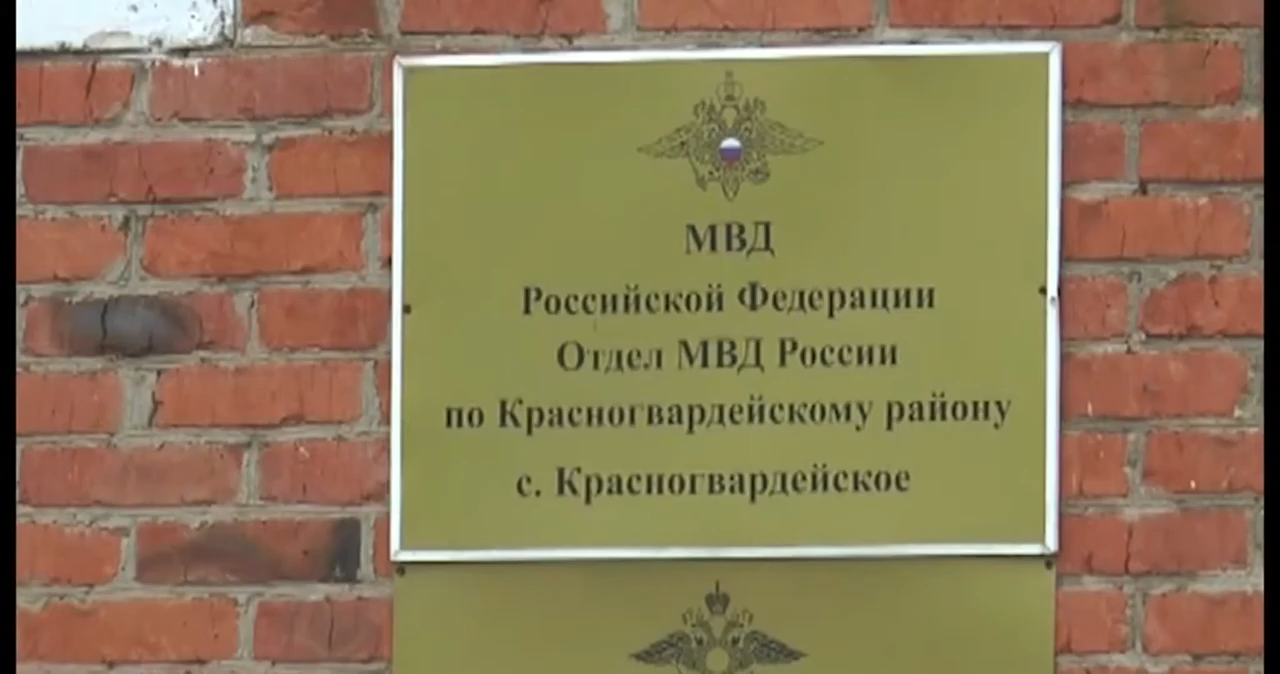 МВД
Российской Федерации
Отдел МВД России
по Красногвардейскому району
с. Красногвардейское